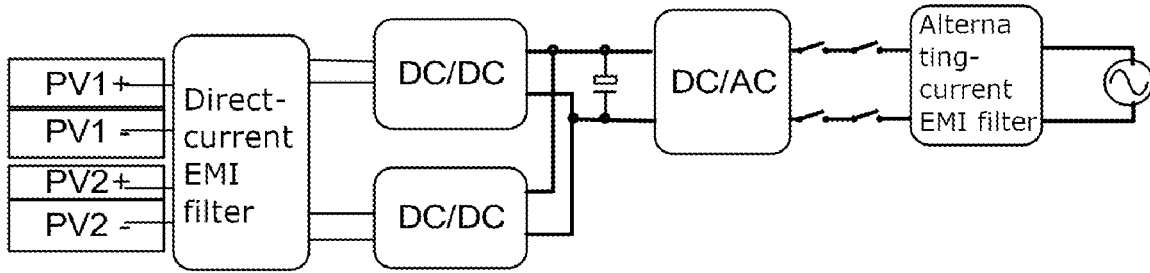 PV1+
PV1 -
PV2+
PV2 -
Direct-
current
EMI
filter
DC/DC
DC/DC
DC/AC
Alterna
ting-
current
EMI filter